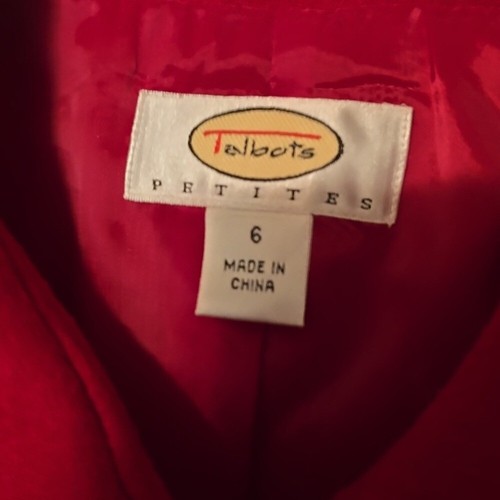 Talbots
PETITES
6
MADE IN
CHINA